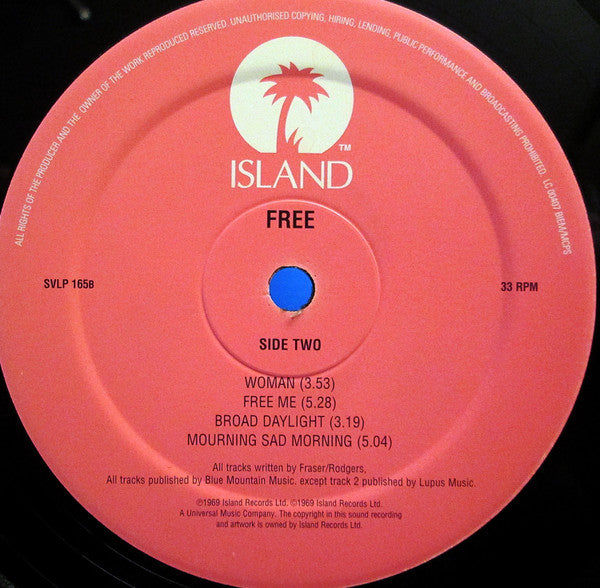 ALL RIGHTS OF THE PRODUCER AND THE OWNER OF THE WORK REPRODUCED RESERVED. UNAUTHORISED COPYING, HIRING, LENDING, PUBLIC PERFORMANCE AND BROADCASTING PROHIBITED. LC 00407 BIEM/MCPS
TM
ISLAND
FREE
SVLP 165B
33 RPM
SIDE TWO
WOMAN (3.53)
FREE ME (5.28)
BROAD DAYLIGHT (3.19)
MOURNING SAD MORNING (5.04)
All tracks written by Fraser/Rodgers,
All tracks published by Blue Mountain Music. except track 2 published by Lupus Music.
℗1969 Island Records Ltd. ©1969 Island Records Ltd.
A Universal Music Company. The copyright in this sound recording
and artwork is owned by Island Records Ltd.